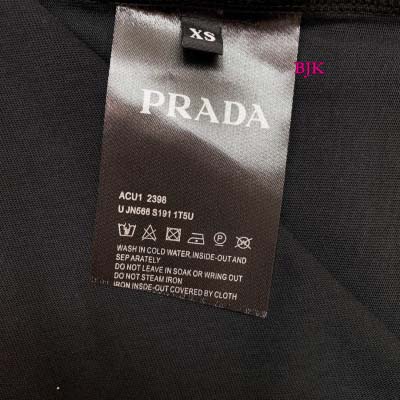 XS
BJK
PRADA
ACU1 2398
U JN566 S191 1T5U
WASH IN COLD WATER, INSIDE-OUT AND
SEPARATELY
DO NOT LEAVE IN SOAK OR WRING OUT
DO NOT STEAM IRON
IRON INSIDE-OUT COVERED BY CLOTH